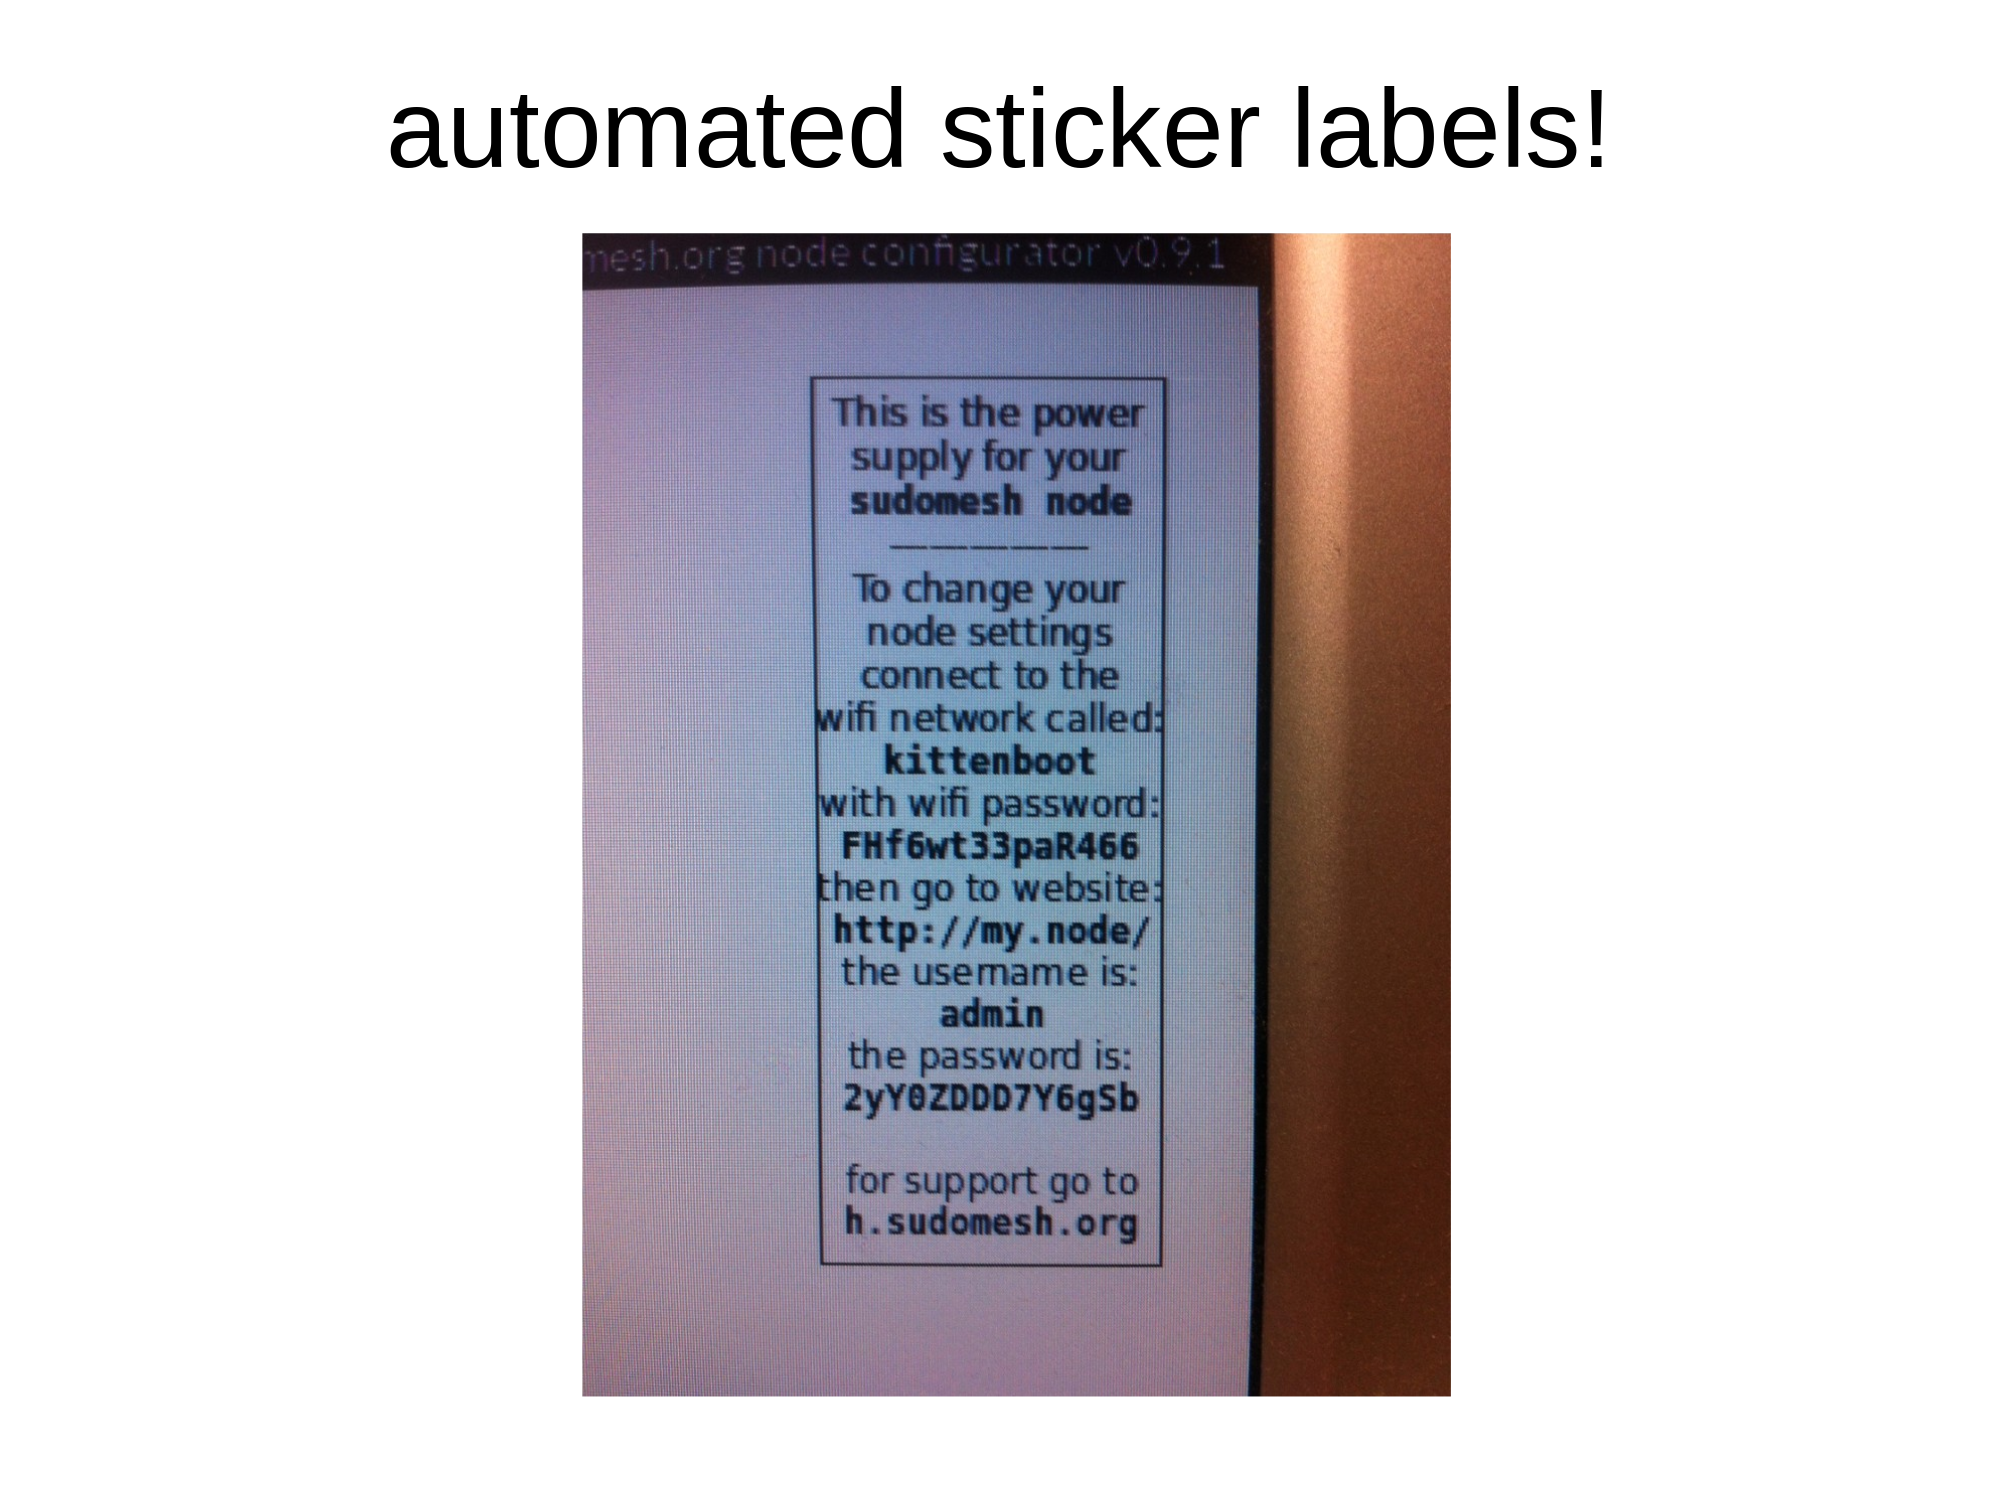 automated sticker labels!
mesh.org node configurator v0.9.1
This is the power
supply for your
sudomesh node
—————
To change your
node settings
connect to the
wifi network called:
kittenboot
with wifi password:
FHf6wt33paR466
then go to website:
http://my.node/
the username is:
admin
the password is:
2yY0ZDDD7Y6gSb
for support go to
h.sudomesh.org